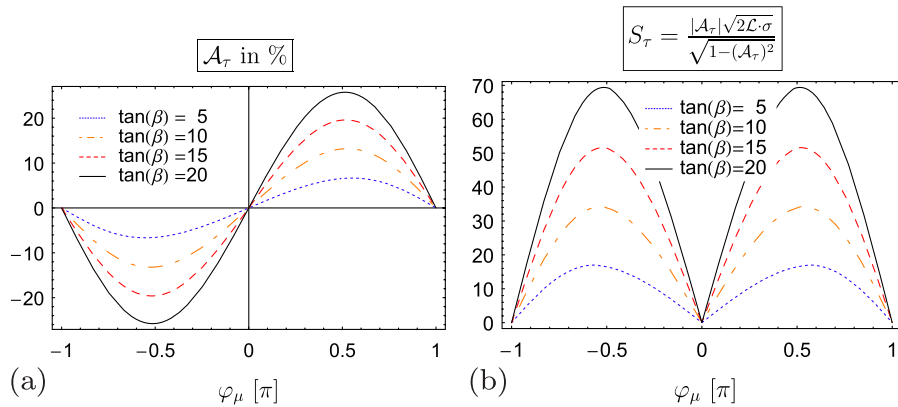 𝒜_τ in %
tan(β) = 5
tan(β) =10
tan(β) =15
tan(β) =20
20
10
0
−10
−20
−1 −0.5 0 0.5 1
(a)
φ_μ [π]
S_τ = |𝒜_τ|√2ℒ·σ / √1−(𝒜_τ)²
tan(β)= 5
tan(β)=10
tan(β)=15
tan(β)=20
70
60
50
40
30
20
10
0
−1 −0.5 0 0.5 1
(b)
φ_μ [π]